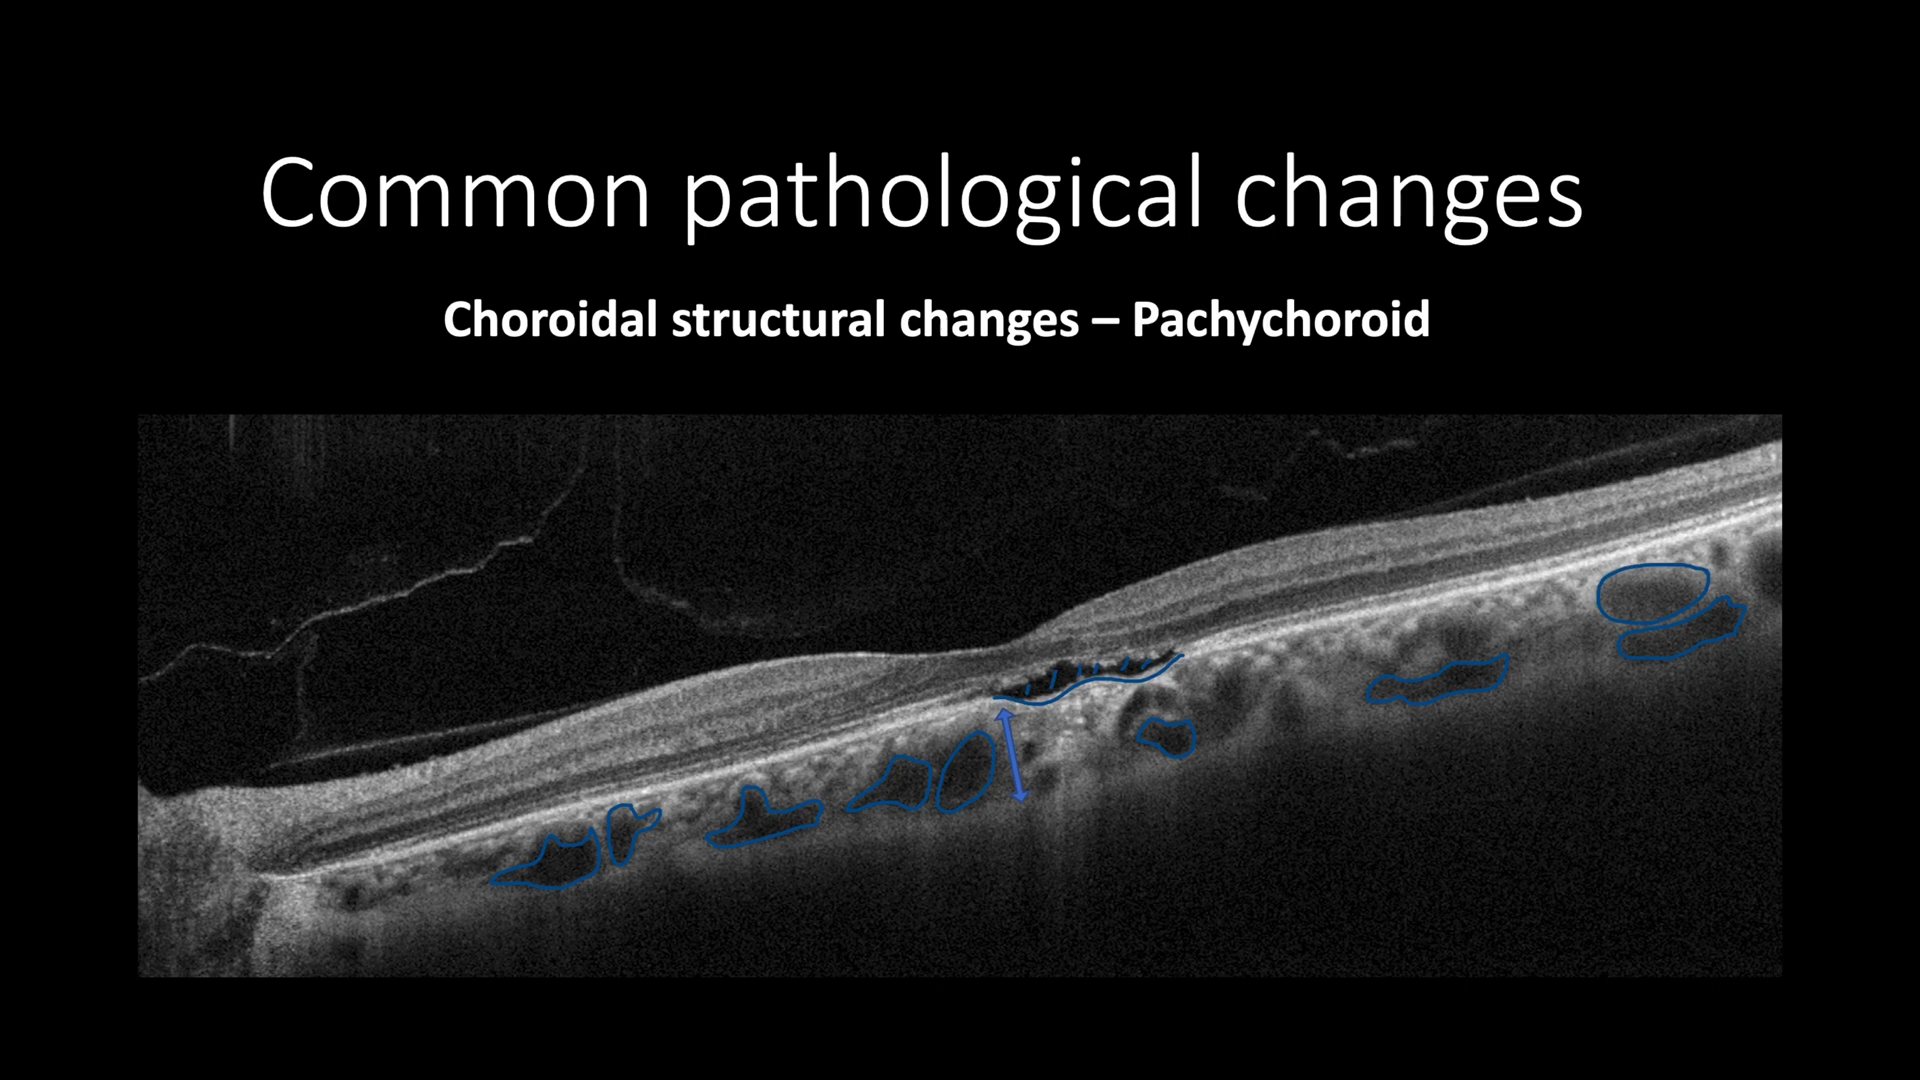 Common pathological changes
Choroidal structural changes – Pachychoroid